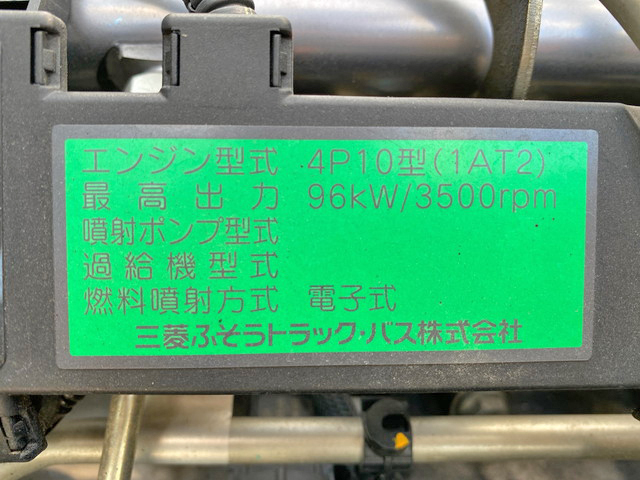 エンジン型式 4P10型(1AT2)
最高出力 96kW/3500rpm
噴射ポンプ型式
過給機型式
燃料噴射方式 電子式
三菱ふそうトラック・バス株式会社